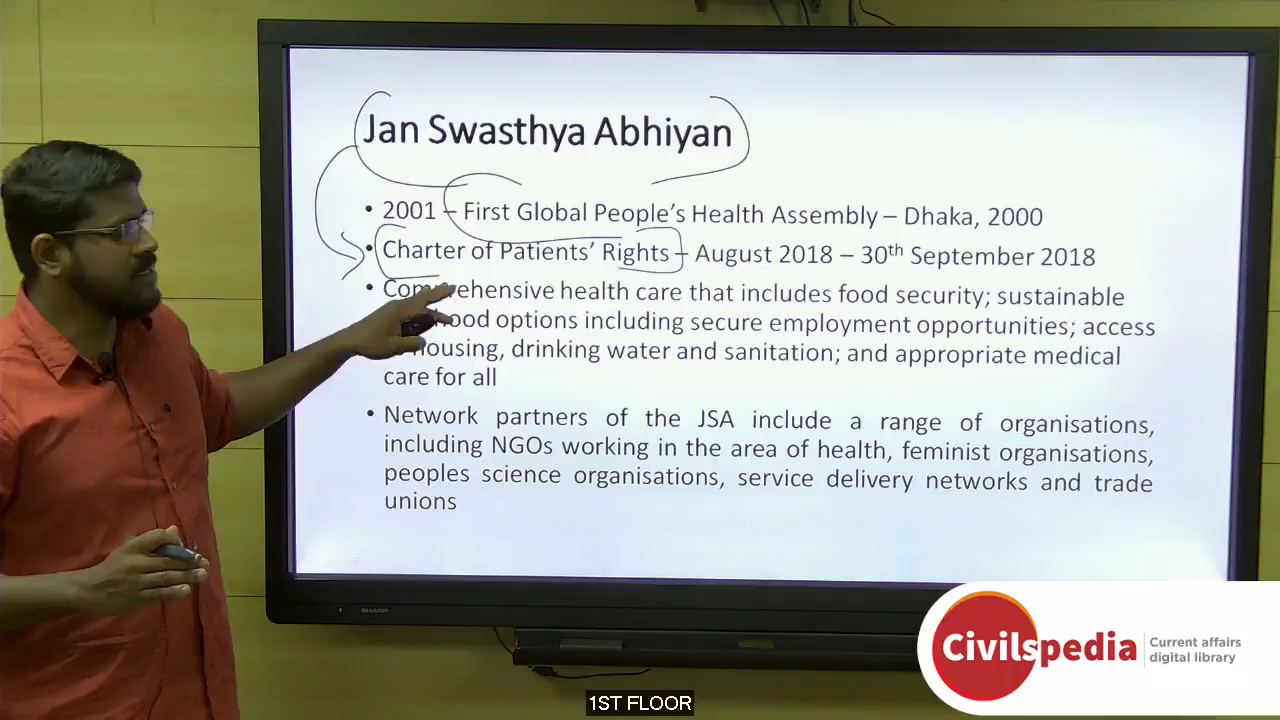 Jan Swasthya Abhiyan
• 2001 – First Global People's Health Assembly – Dhaka, 2000
• Charter of Patients' Rights – August 2018 – 30th September 2018
• Comprehensive health care that includes food security; sustainable
options including secure employment opportunities; access
housing, drinking water and sanitation; and appropriate medical
care for all
• Network partners of the JSA include a range of organisations,
including NGOs working in the area of health, feminist organisations,
peoples science organisations, service delivery networks and trade
unions
SHARP
Civilspedia
Current affairs
digital library
1ST FLOOR